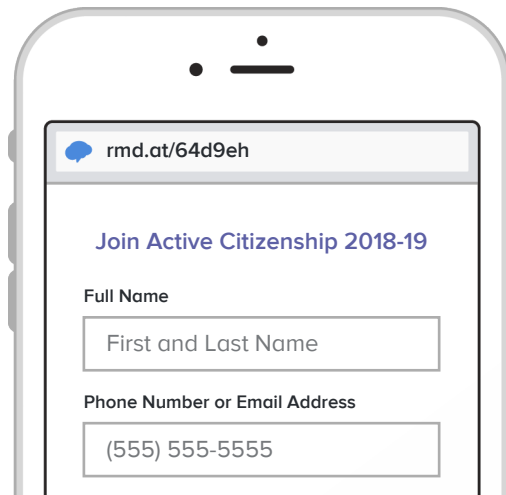 rmd.at/64d9eh
Join Active Citizenship 2018-19
Full Name
First and Last Name
Phone Number or Email Address
(555) 555-5555